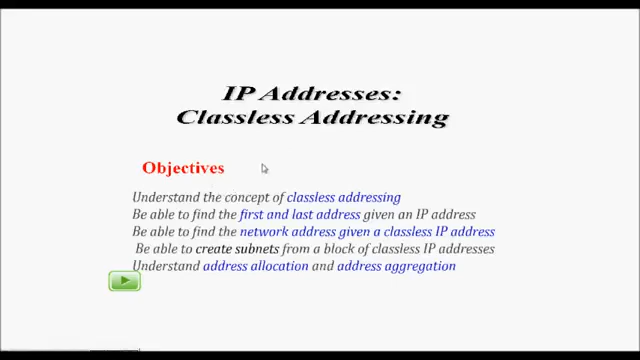 IP Addresses:
Classless Addressing
Objectives
Understand the concept of classless addressing
Be able to find the first and last address given an IP address
Be able to find the network address given a classless IP address
Be able to create subnets from a block of classless IP addresses
Understand address allocation and address aggregation